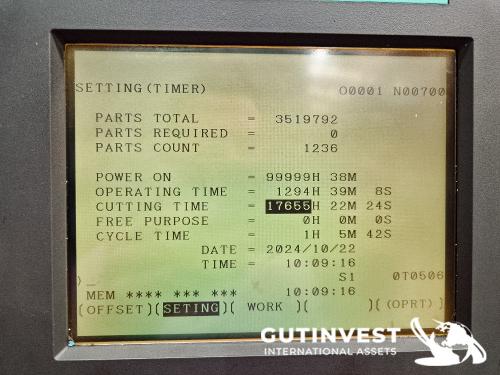 SETTING(TIMER) O0001 N00700
PARTS TOTAL = 3519792
PARTS REQUIRED = 0
PARTS COUNT = 1236
POWER ON = 99999H 38M
OPERATING TIME = 1294H 39M 8S
CUTTING TIME = 17655H 22M 24S
FREE PURPOSE = 0H 0M 0S
CYCLE TIME = 1H 5M 42S
DATE = 2024/10/22
TIME = 10:09:16
S1 0T0506
)_
MEM **** *** *** 10:09:16
(OFFSET)(SETING)( WORK )( )( (OPRT) )
GUTINVEST
INTERNATIONAL ASSETS